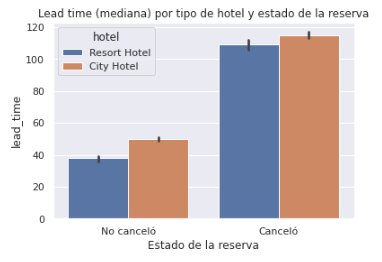 Lead time (mediana) por tipo de hotel y estado de la reserva
hotel
Resort Hotel
City Hotel
lead_time
120
100
80
60
40
20
0
No canceló
Canceló
Estado de la reserva